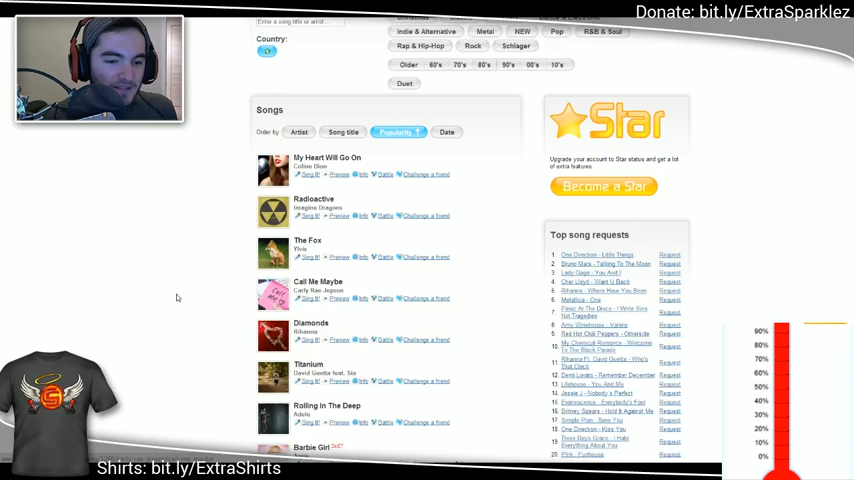 Donate: bit.ly/ExtraSparklez
Enter a song title or artist.
Country:
Indie & Alternative Metal NEW Pop R&B & Soul
Rap & Hip-Hop Rock Schlager
Older 60's 70's 80's 90's 00's 10's
Duet
Songs
Order by: Artist Song title Popularity Date
My Heart Will Go On
Celine Dion
Sing It! Preview Info Battle Challenge a friend
Radioactive
Imagine Dragons
Sing It! Preview Info Battle Challenge a friend
The Fox
Ylvis
Sing It! Preview Info Battle Challenge a friend
Call Me Maybe
Carly Rae Jepsen
Sing It! Preview Info Battle Challenge a friend
Diamonds
Rihanna
Sing It! Preview Info Battle Challenge a friend
Titanium
David Guetta feat. Sia
Sing It! Preview Info Battle Challenge a friend
Rolling In The Deep
Adele
Sing It! Preview Info Battle Challenge a friend
Barbie Girl DUET
Star
Upgrade your account to Star status and get a lot
of extra features.
Become a Star
Top song requests
1. One Direction - Little Things Request
2. Bruno Mars - Talking To The Moon Request
3. Lady Gaga - You And I Request
4. Cher Lloyd - Want U Back Request
5. Rihanna - Where Have You Been Request
6. Metallica - One Request
7. Panic At The Disco - I Write Sins
Not Tragedies Request
8. Amy Winehouse - Valerie Request
9. Red Hot Chili Peppers - Otherside Request
10. My Chemical Romance - Welcome
To The Black Parade Request
11. Rihanna Ft. David Guetta - Who's
That Chick Request
12. Demi Lovato - Remember December Request
13. Lifehouse - You And Me Request
14. Jessie J - Nobody's Perfect Request
15. Evanescence - Everybody's Fool Request
16. Britney Spears - Hold It Against Me Request
17. Simple Plan - Save You Request
18. One Direction - Kiss You Request
19. Three Days Grace - I Hate
Everything About You Request
20. P!nk - Funhouse Request
90%
80%
70%
60%
50%
40%
30%
20%
10%
0%
Shirts: bit.ly/ExtraShirts